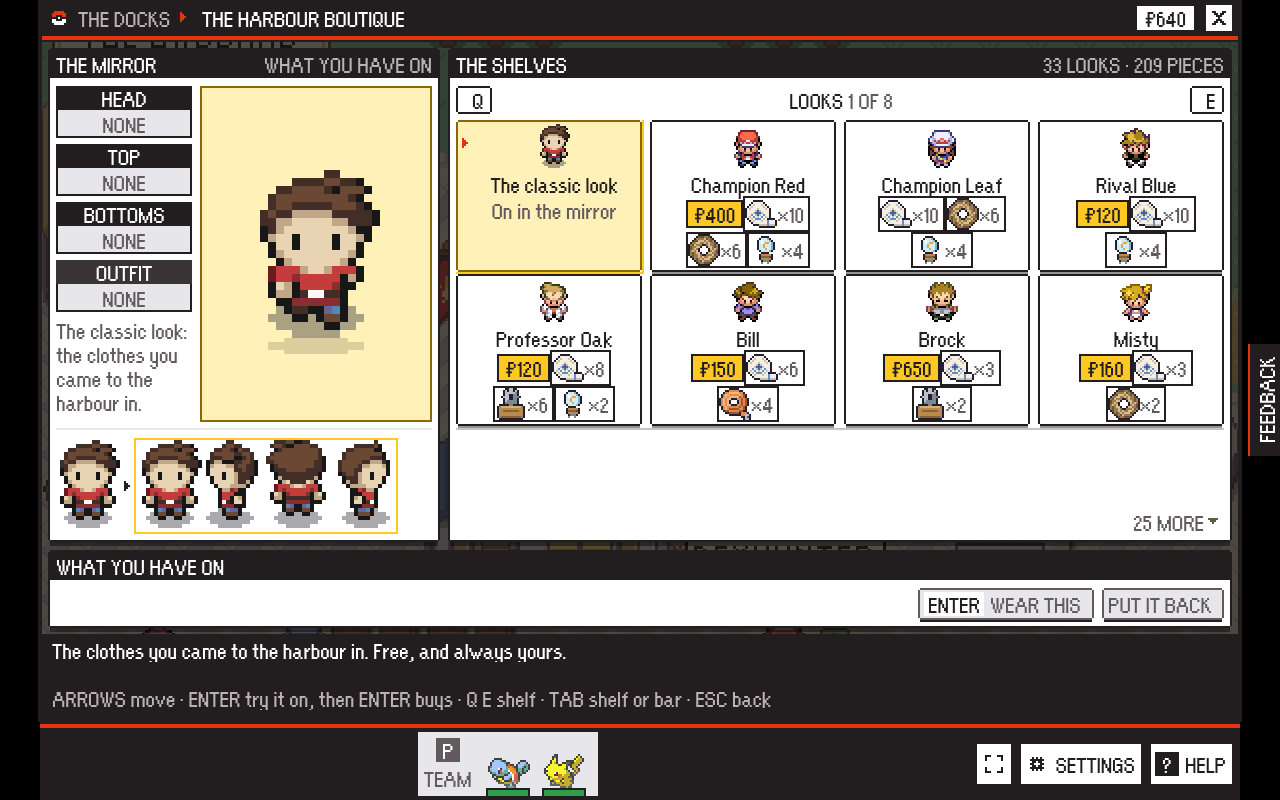 THE DOCKS THE HARBOUR BOUTIQUE ₽640 X
THE MIRROR WHAT YOU HAVE ON
HEAD
NONE
TOP
NONE
BOTTOMS
NONE
OUTFIT
NONE
The classic look:
the clothes you
came to the
harbour in.
THE SHELVES 33 LOOKS · 209 PIECES
Q LOOKS 1 OF 8 E
The classic look
On in the mirror
Champion Red
₽400 ×10
×6 ×4
Champion Leaf
×10 ×6
×4
Rival Blue
₽120 ×10
×4
Professor Oak
₽120 ×8
×6 ×2
Bill
₽150 ×6
×4
Brock
₽650 ×3
×2
Misty
₽160 ×3
×2
25 MORE
FEEDBACK
WHAT YOU HAVE ON
ENTER WEAR THIS PUT IT BACK
The clothes you came to the harbour in. Free, and always yours.
ARROWS move · ENTER try it on, then ENTER buys · Q E shelf · TAB shelf or bar · ESC back
P
TEAM
SETTINGS ? HELP